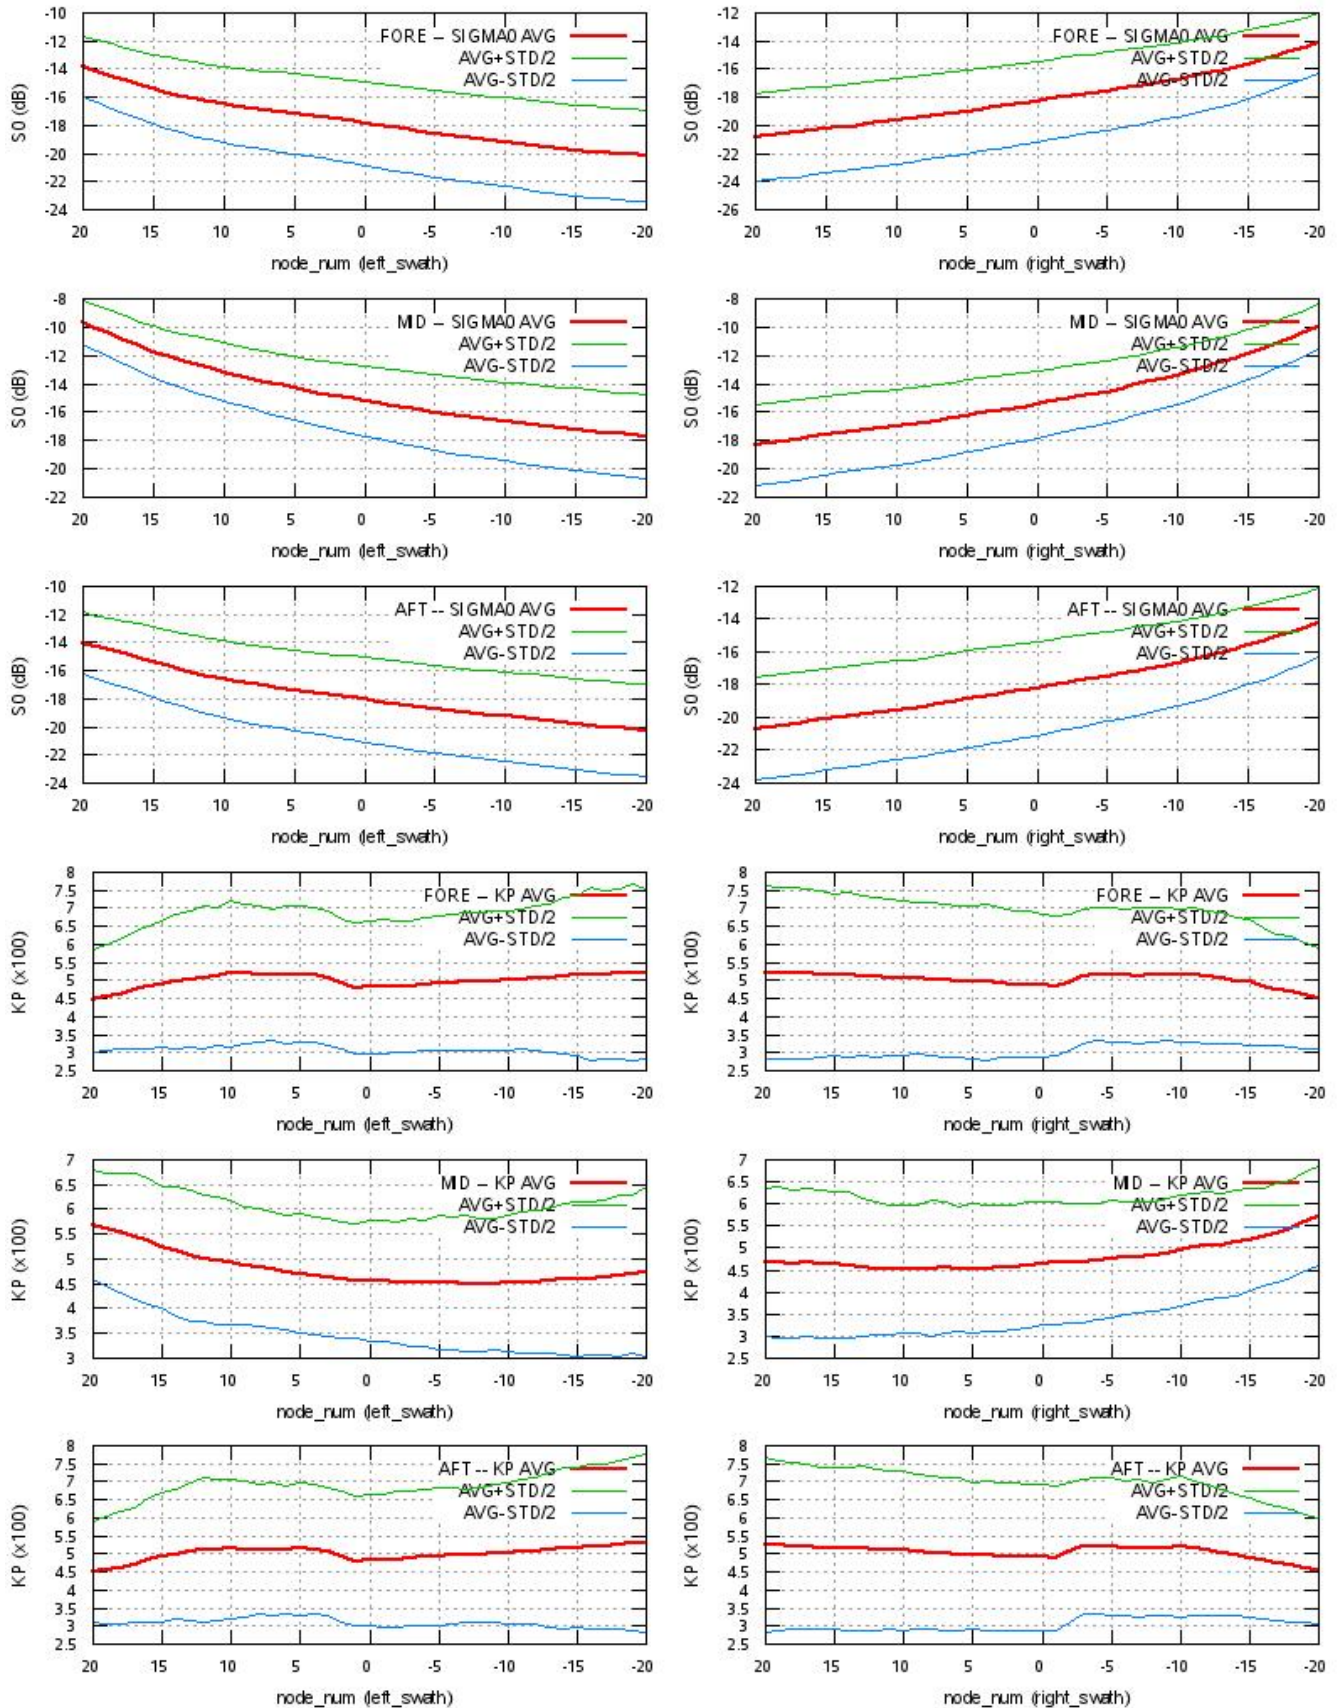 -10
-12
-14
-16
-18
-20
-22
-24
S0 (dB)
FORE -- SIGMA0 AVG
AVG+STD/2
AVG-STD/2
20 15 10 5 0 -5 -10 -15 -20
node_num (left_swath)
-12
-14
-16
-18
-20
-22
-24
-26
S0 (dB)
FORE -- SIGMA0 AVG
AVG+STD/2
AVG-STD/2
20 15 10 5 0 -5 -10 -15 -20
node_num (right_swath)
-8
-10
-12
-14
-16
-18
-20
-22
S0 (dB)
MID -- SIGMA0 AVG
AVG+STD/2
AVG-STD/2
20 15 10 5 0 -5 -10 -15 -20
node_num (left_swath)
-8
-10
-12
-14
-16
-18
-20
-22
S0 (dB)
MID -- SIGMA0 AVG
AVG+STD/2
AVG-STD/2
20 15 10 5 0 -5 -10 -15 -20
node_num (right_swath)
-10
-12
-14
-16
-18
-20
-22
-24
S0 (dB)
AFT -- SIGMA0 AVG
AVG+STD/2
AVG-STD/2
20 15 10 5 0 -5 -10 -15 -20
node_num (left_swath)
-12
-14
-16
-18
-20
-22
-24
S0 (dB)
AFT -- SIGMA0 AVG
AVG+STD/2
AVG-STD/2
20 15 10 5 0 -5 -10 -15 -20
node_num (right_swath)
8
7.5
7
6.5
6
5.5
5
4.5
4
3.5
3
2.5
KP (x100)
FORE -- KP AVG
AVG+STD/2
AVG-STD/2
20 15 10 5 0 -5 -10 -15 -20
node_num (left_swath)
8
7.5
7
6.5
6
5.5
5
4.5
4
3.5
3
2.5
KP (x100)
FORE -- KP AVG
AVG+STD/2
AVG-STD/2
20 15 10 5 0 -5 -10 -15 -20
node_num (right_swath)
7
6.5
6
5.5
5
4.5
4
3.5
3
KP (x100)
MID -- KP AVG
AVG+STD/2
AVG-STD/2
20 15 10 5 0 -5 -10 -15 -20
node_num (left_swath)
7
6.5
6
5.5
5
4.5
4
3.5
3
2.5
KP (x100)
MID -- KP AVG
AVG+STD/2
AVG-STD/2
20 15 10 5 0 -5 -10 -15 -20
node_num (right_swath)
8
7.5
7
6.5
6
5.5
5
4.5
4
3.5
3
2.5
KP (x100)
AFT -- KP AVG
AVG+STD/2
AVG-STD/2
20 15 10 5 0 -5 -10 -15 -20
node_num (left_swath)
8
7.5
7
6.5
6
5.5
5
4.5
4
3.5
3
2.5
KP (x100)
AFT -- KP AVG
AVG+STD/2
AVG-STD/2
20 15 10 5 0 -5 -10 -15 -20
node_num (right_swath)